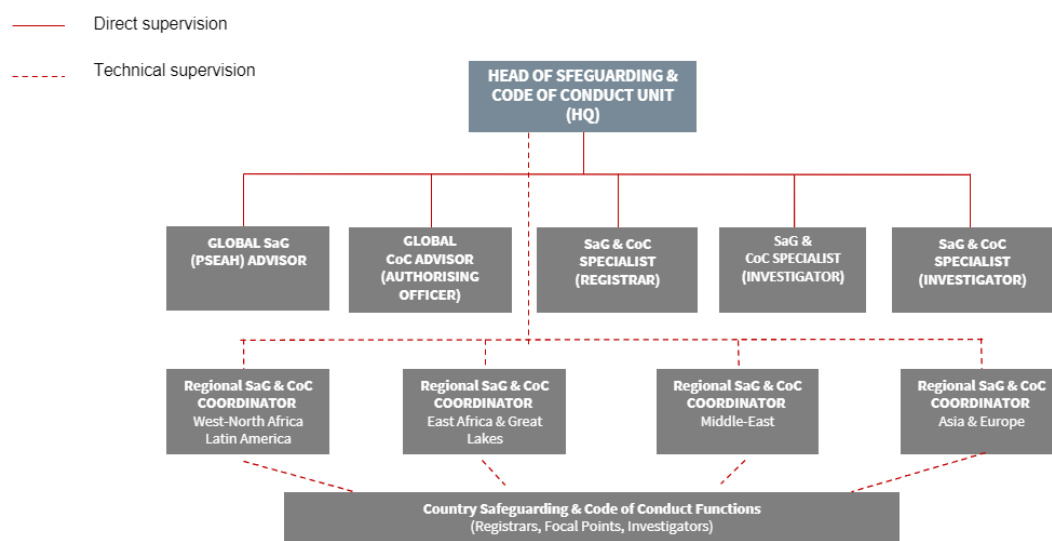 Direct supervision
Technical supervision
HEAD OF SFEGUARDING &
CODE OF CONDUCT UNIT
(HQ)
GLOBAL SaG
(PSEAH) ADVISOR
GLOBAL
CoC ADVISOR
(AUTHORISING
OFFICER)
SaG & CoC
SPECIALIST
(REGISTRAR)
SaG &
CoC SPECIALIST
(INVESTIGATOR)
SaG & CoC
SPECIALIST
(INVESTIGATOR)
Regional SaG & CoC
COORDINATOR
West-North Africa
Latin America
Regional SaG & CoC
COORDINATOR
East Africa & Great
Lakes
Regional SaG & CoC
COORDINATOR
Middle-East
Regional SaG & CoC
COORDINATOR
Asia & Europe
Country Safeguarding & Code of Conduct Functions
(Registrars, Focal Points, Investigators)